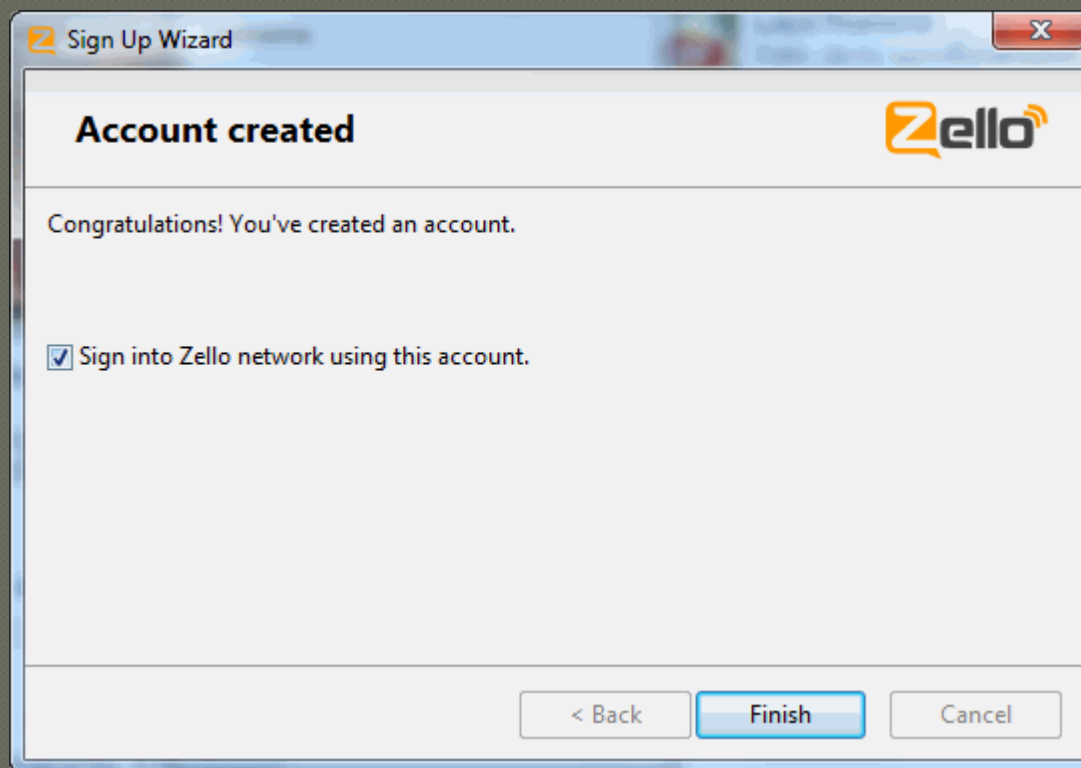 Sign Up Wizard
Account created
Zello
Congratulations! You've created an account.
Sign into Zello network using this account.
< Back
Finish
Cancel